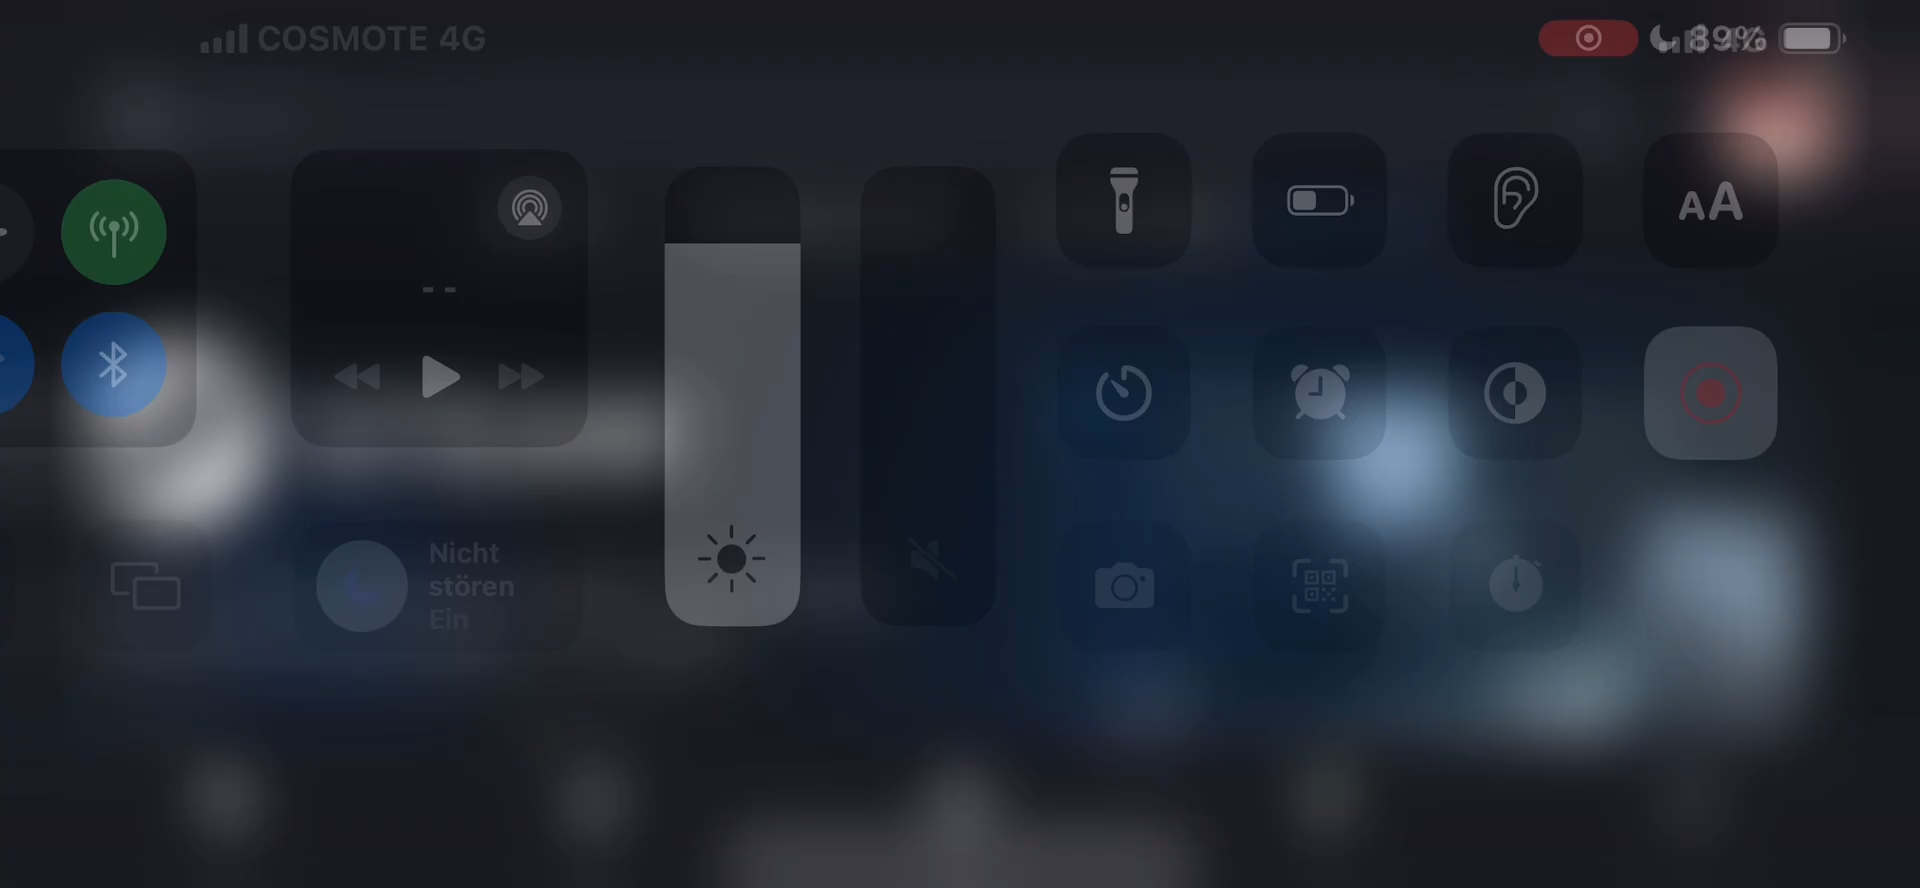 COSMOTE 4G
89%
--
AA
Nicht
stören
Ein